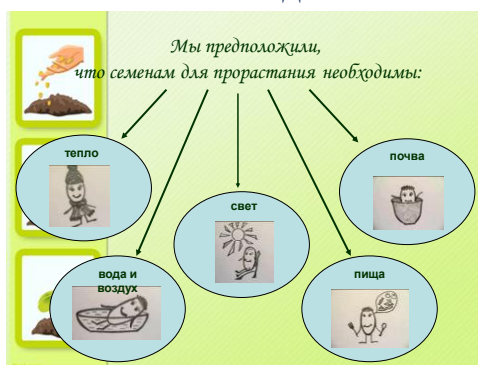 Мы предположили,
что семенам для прорастания необходимы:
тепло
почва
свет
вода и
воздух
пища